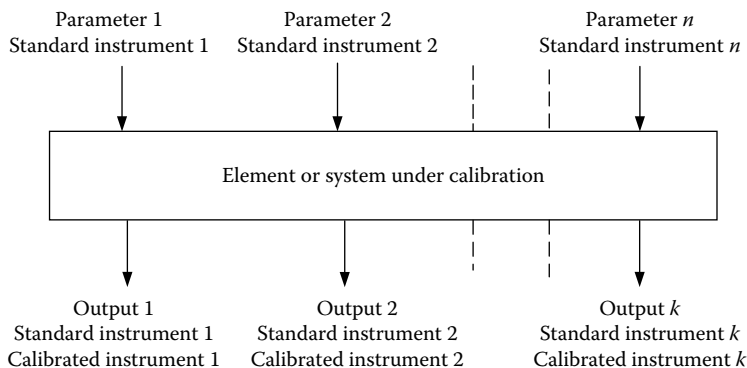 Parameter 1
Standard instrument 1
Parameter 2
Standard instrument 2
Parameter n
Standard instrument n
Element or system under calibration
Output 1
Standard instrument 1
Calibrated instrument 1
Output 2
Standard instrument 2
Calibrated instrument 2
Output k
Standard instrument k
Calibrated instrument k